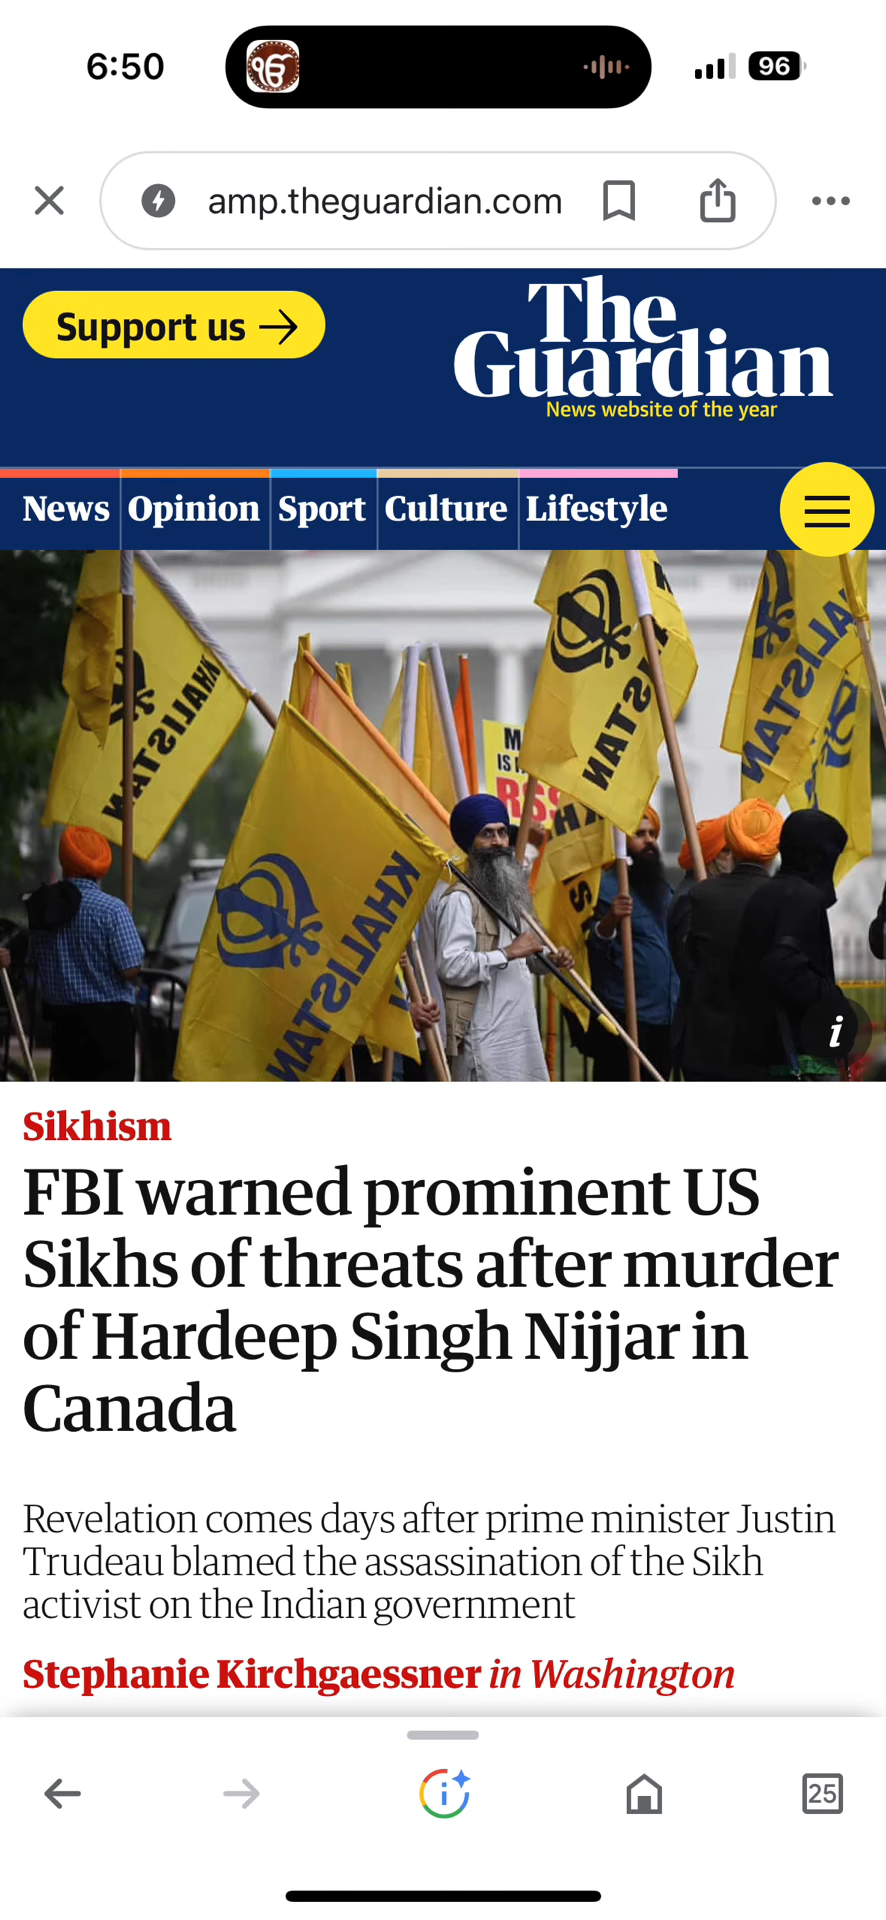 6:50
ੴ
96
amp.theguardian.com
Support us
The
Guardian
News website of the year
News Opinion Sport Culture Lifestyle
KHALISTAN
KHALISTAN
IS
RSS
i
Sikhism
FBI warned prominent US
Sikhs of threats after murder
of Hardeep Singh Nijjar in
Canada
Revelation comes days after prime minister Justin
Trudeau blamed the assassination of the Sikh
activist on the Indian government
Stephanie Kirchgaessner in Washington
25